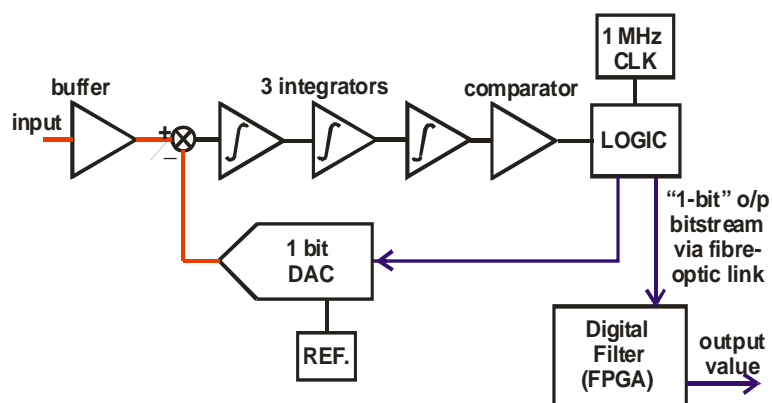 1 MHz
CLK
buffer
3 integrators
comparator
input
+
∫
∫
∫
LOGIC
–
"1-bit" o/p
bitstream
via fibre-
optic link
1 bit
DAC
REF.
Digital
Filter
(FPGA)
output
value